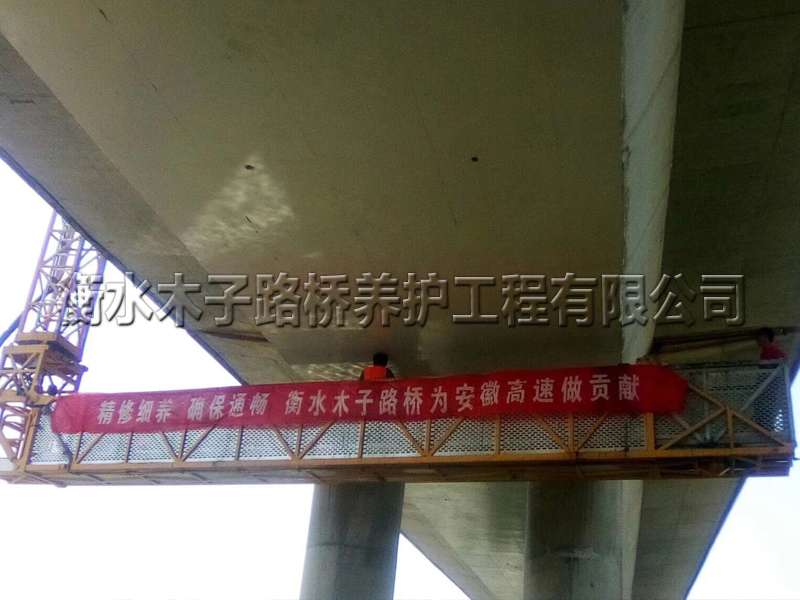 衡水木子路桥养护工程有限公司
精修细养 确保通畅 衡水木子路桥为安徽高速做贡献